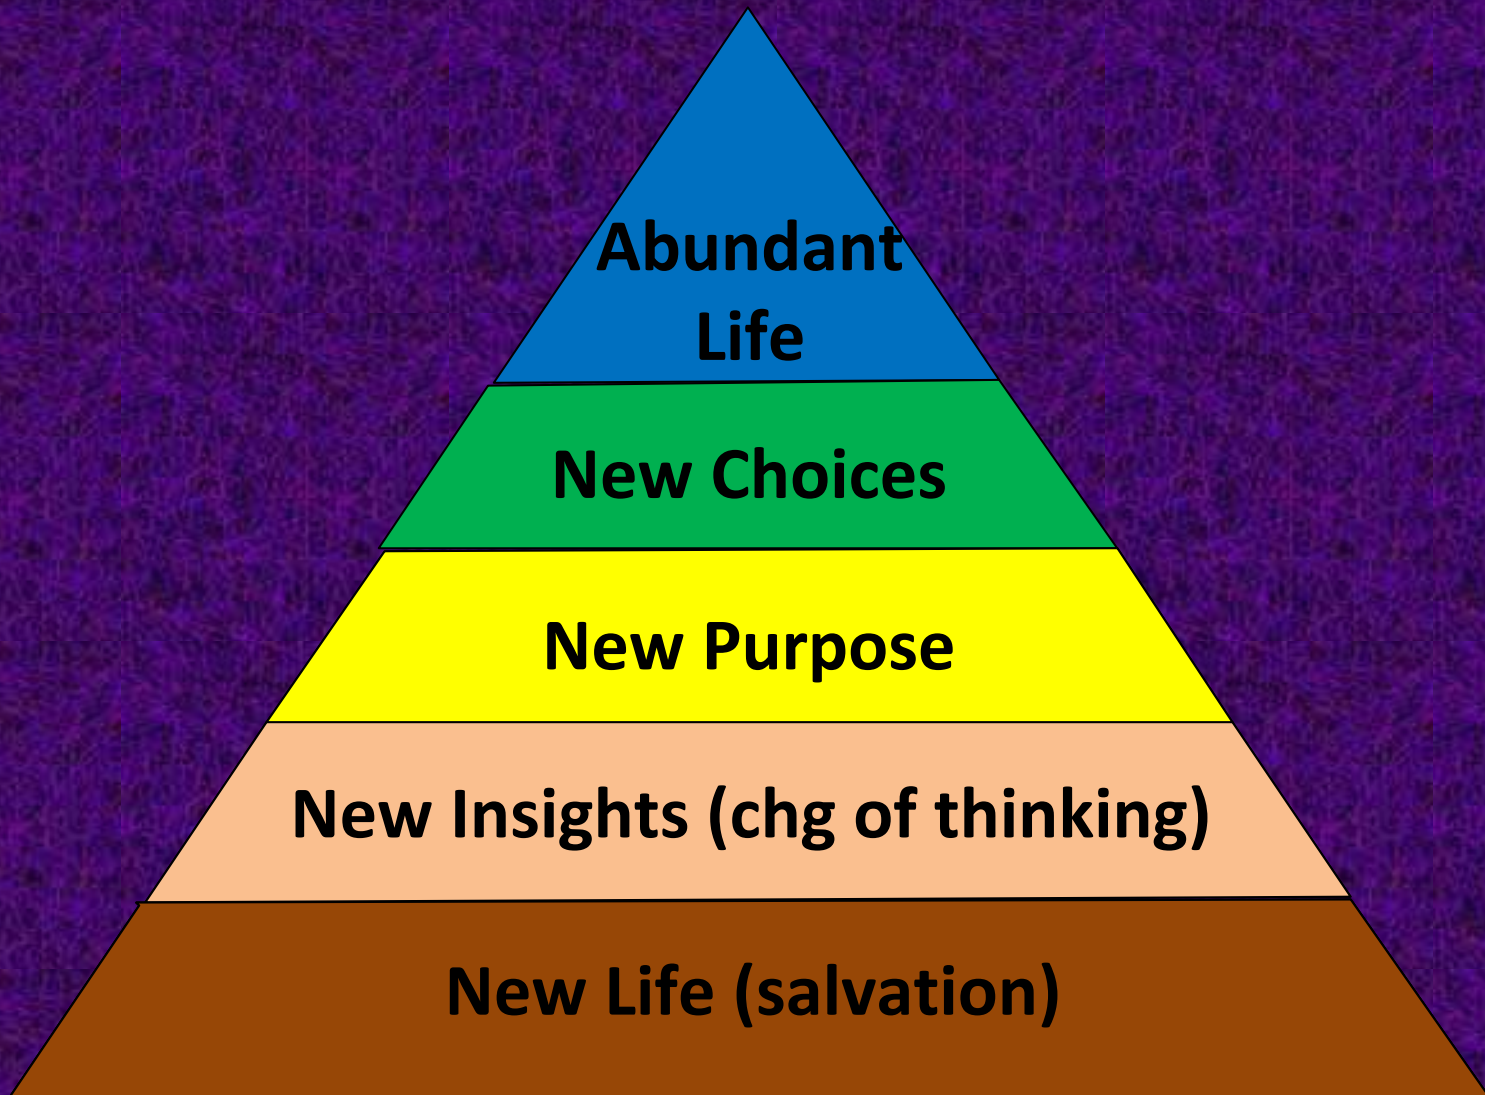 Abundant
Life
New Choices
New Purpose
New Insights (chg of thinking)
New Life (salvation)